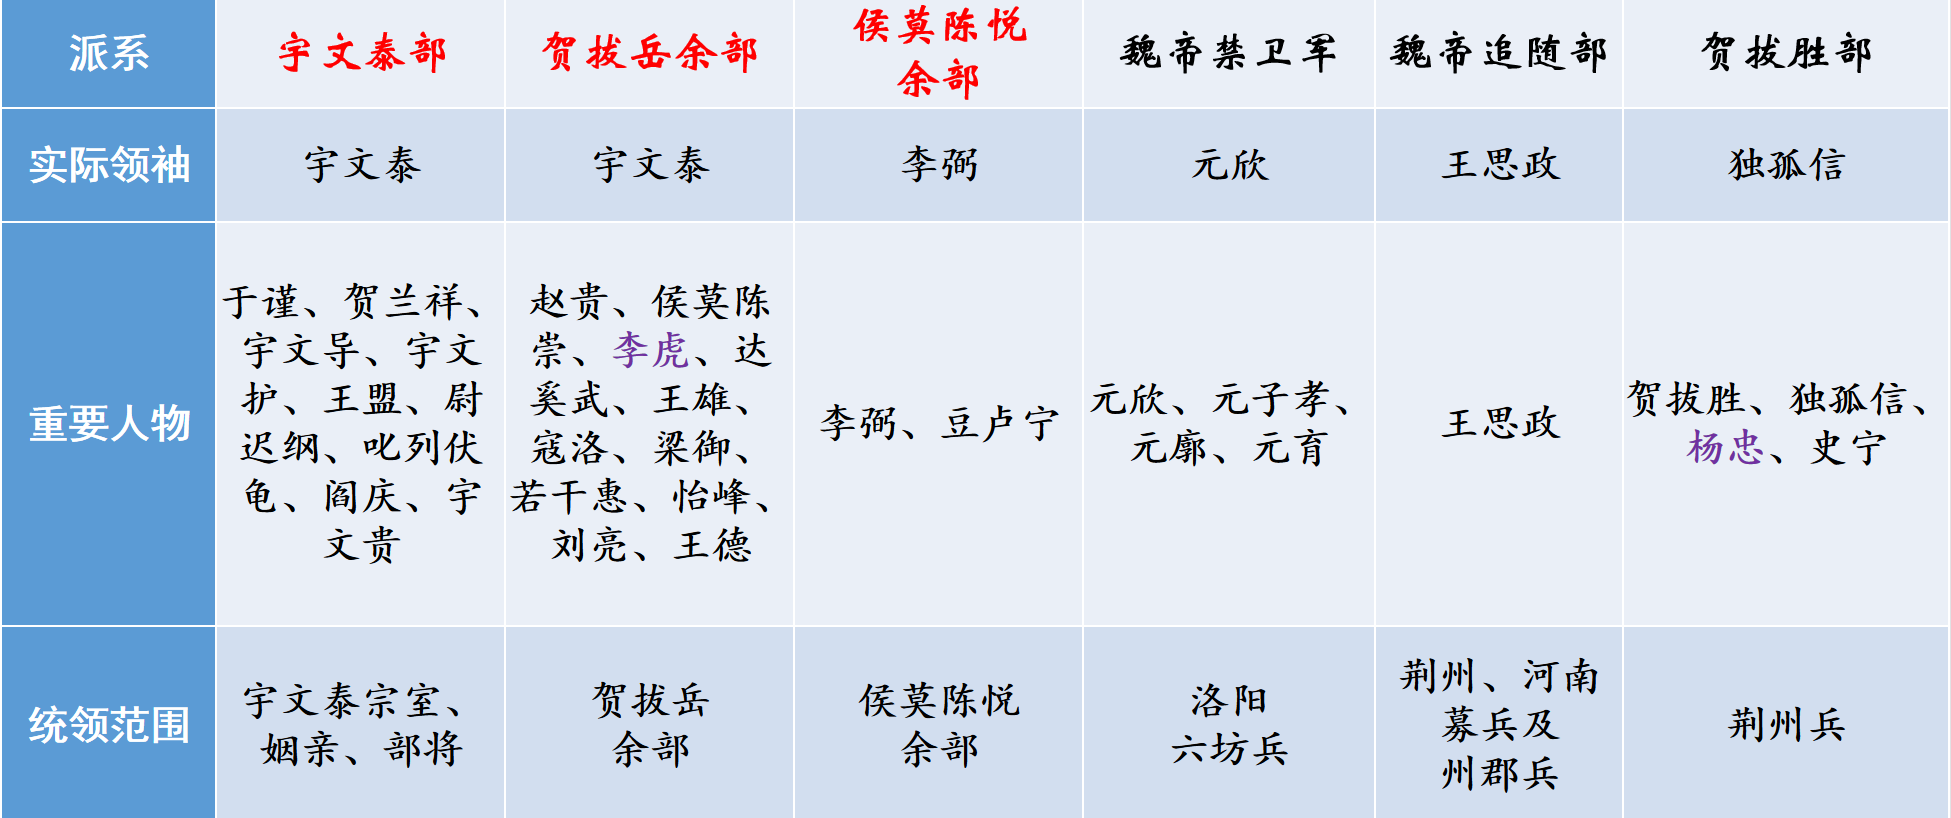 派系
宇文泰部
贺拔岳余部
侯莫陈悦
余部
魏帝禁卫军
魏帝追随部
贺拔胜部
实际领袖
宇文泰
宇文泰
李弼
元欣
王思政
独孤信
重要人物
于谨、贺兰祥、
宇文导、宇文
护、王盟、尉
迟纲、叱列伏
龟、阎庆、宇
文贵
赵贵、侯莫陈
崇、李虎、达
奚武、王雄、
寇洛、梁御、
若干惠、怡峰、
刘亮、王德
李弼、豆卢宁
元欣、元子孝、
元廓、元育
王思政
贺拔胜、独孤信、
杨忠、史宁
统领范围
宇文泰宗室、
姻亲、部将
贺拔岳
余部
侯莫陈悦
余部
洛阳
六坊兵
荆州、河南
募兵及
州郡兵
荆州兵